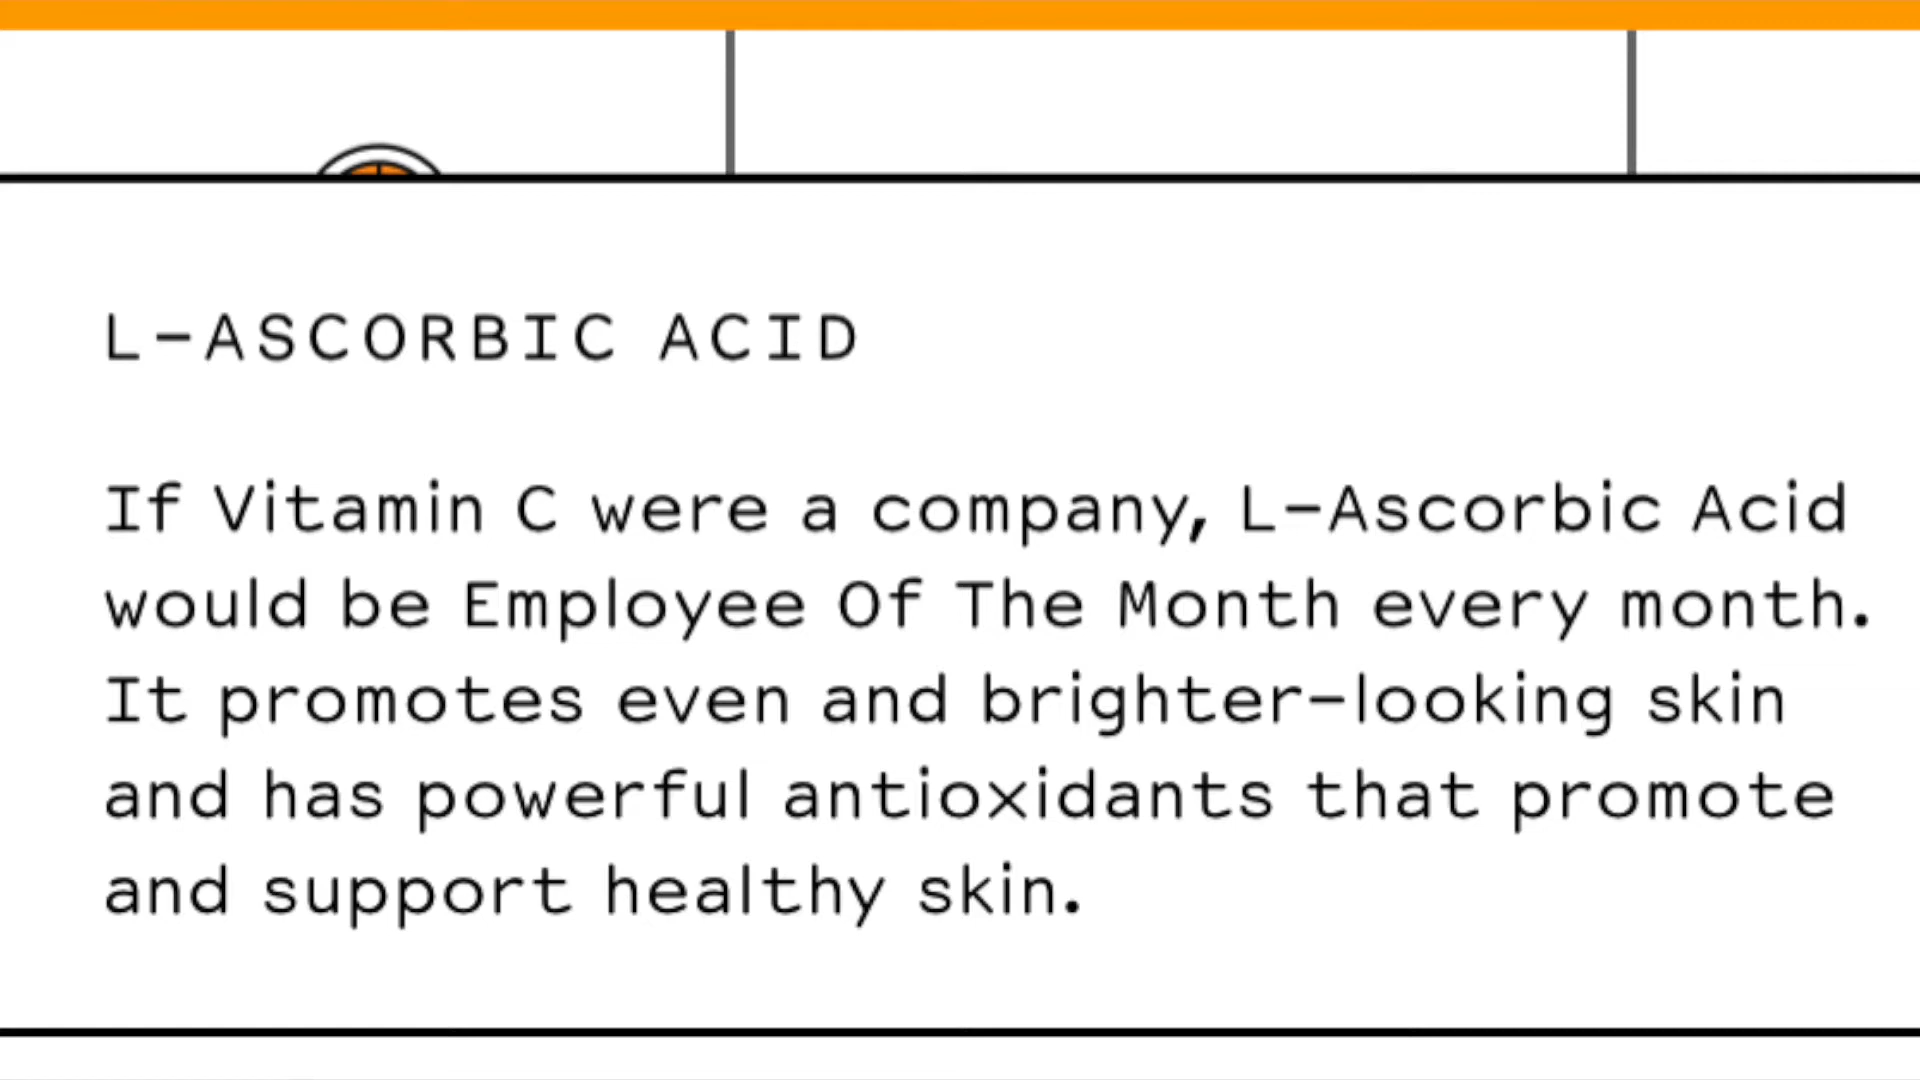 L-ASCORBIC ACID
If Vitamin C were a company, L-Ascorbic Acid
would be Employee Of The Month every month.
It promotes even and brighter-looking skin
and has powerful antioxidants that promote
and support healthy skin.